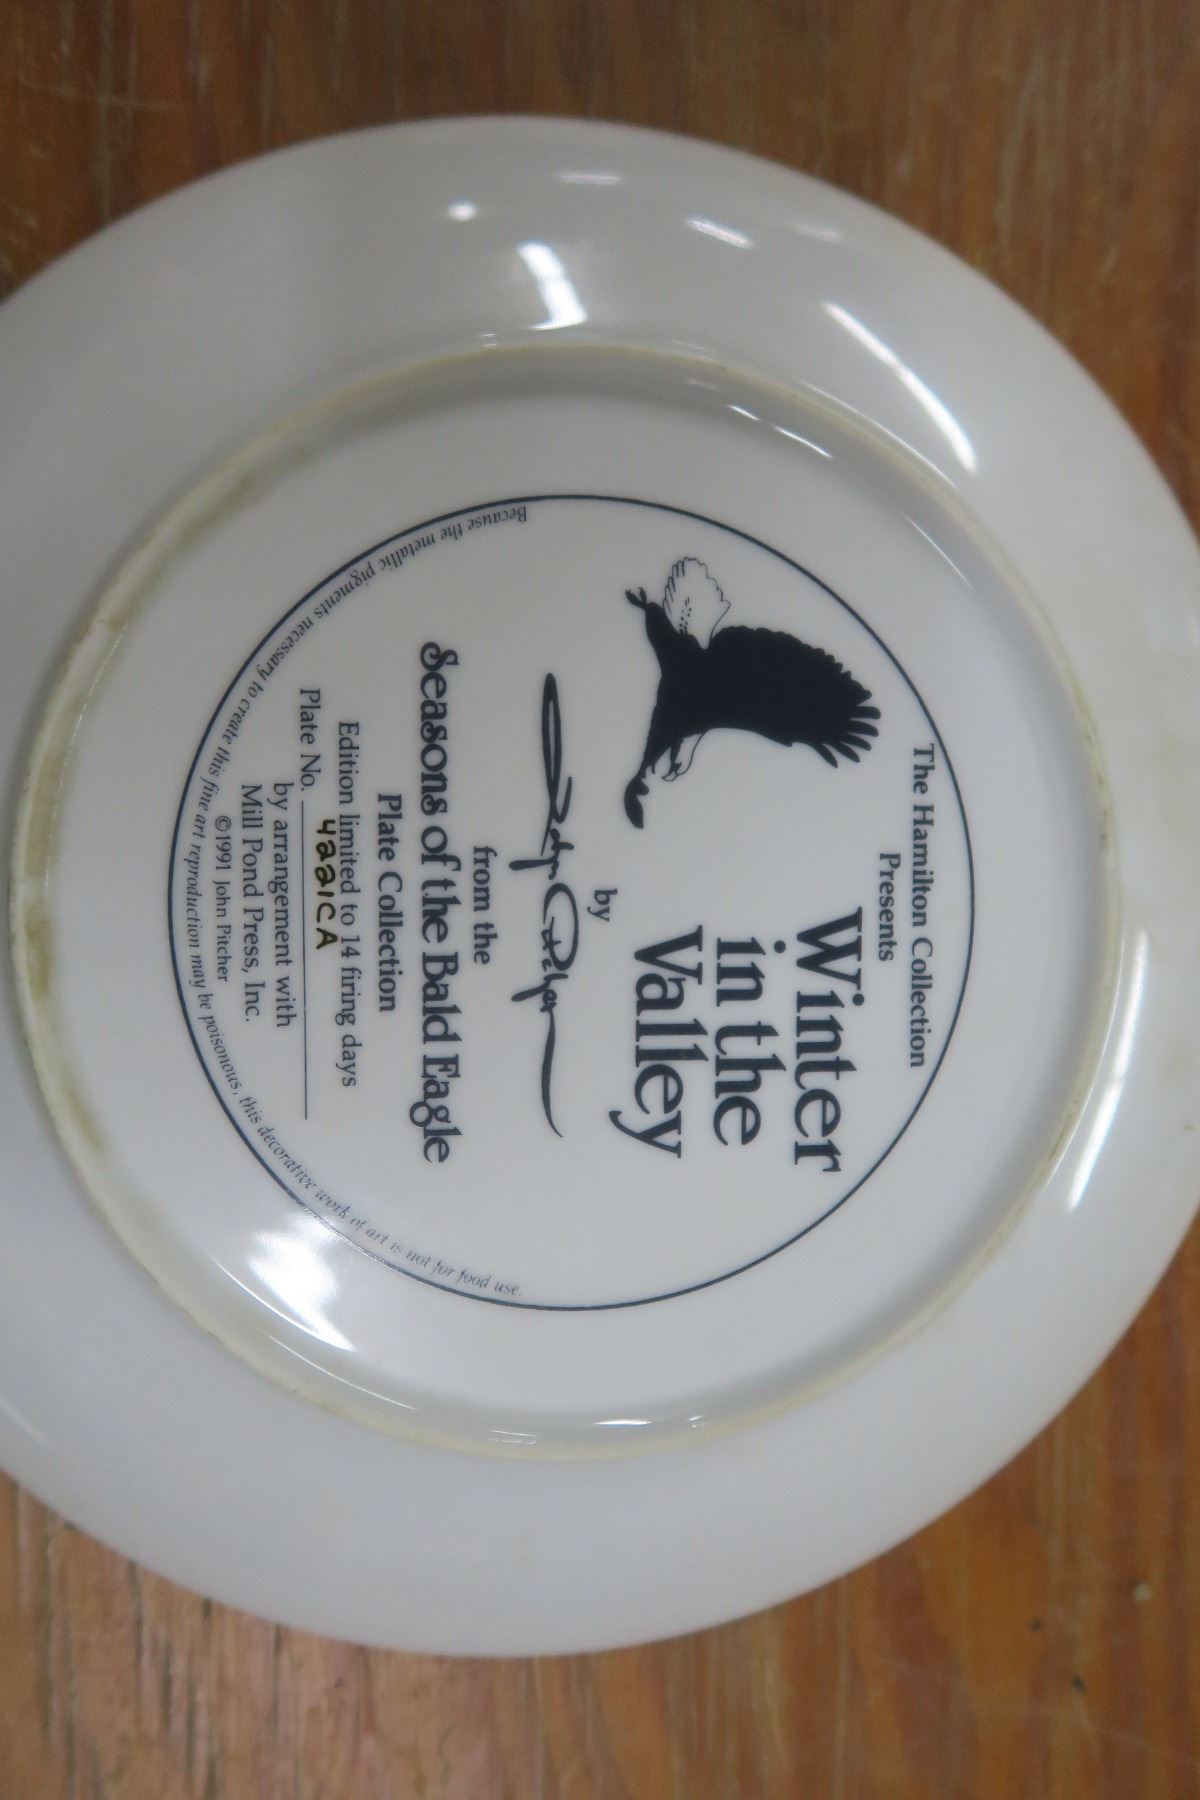 The Hamilton Collection
Presents
Winter
in the
Valley
by
John Pitcher
from the
Seasons of the Bald Eagle
Plate Collection
Edition limited to 14 firing days
Plate No. 4221CA
by arrangement with
Mill Pond Press, Inc.
©1991 John Pitcher
Because the metallic pigments necessary to create this fine art reproduction may be poisonous, this decorative work of art is not for food use.